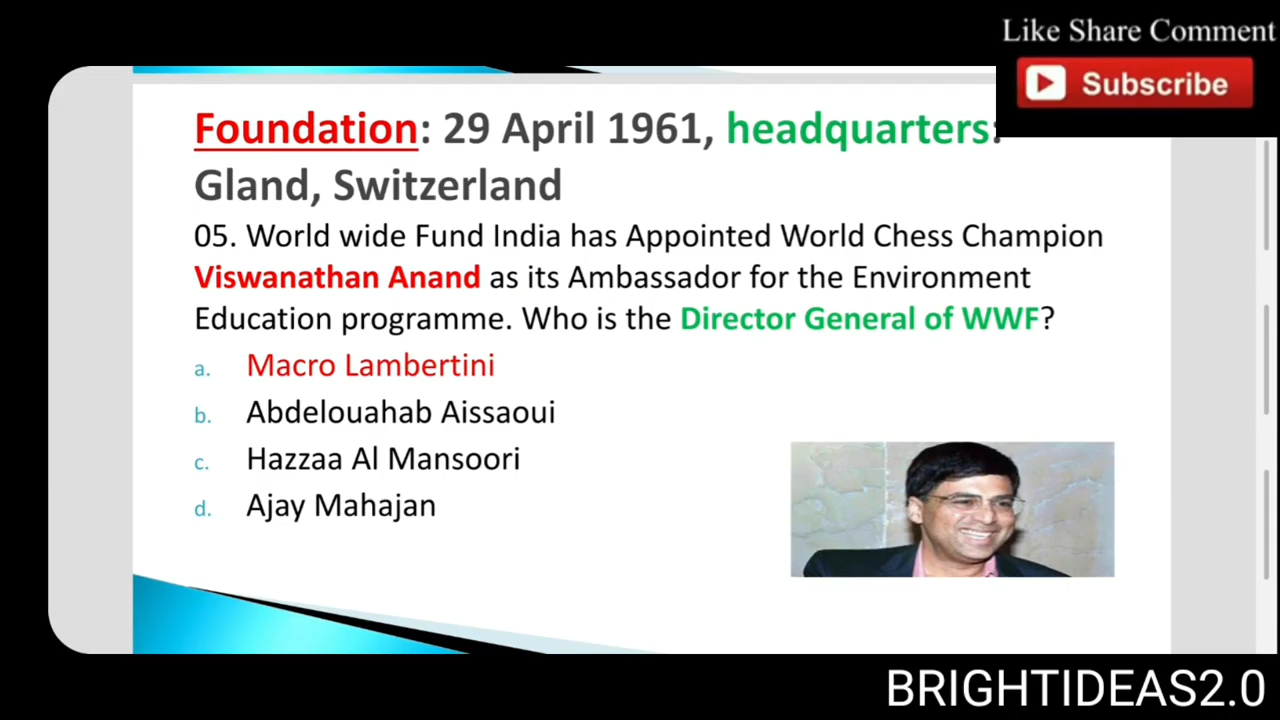 Like Share Comment
Subscribe
Foundation: 29 April 1961, headquarters:
Gland, Switzerland
05. World wide Fund India has Appointed World Chess Champion
Viswanathan Anand as its Ambassador for the Environment
Education programme. Who is the Director General of WWF?
a. Macro Lambertini
b. Abdelouahab Aissaoui
c. Hazzaa Al Mansoori
d. Ajay Mahajan
BRIGHTIDEAS2.0